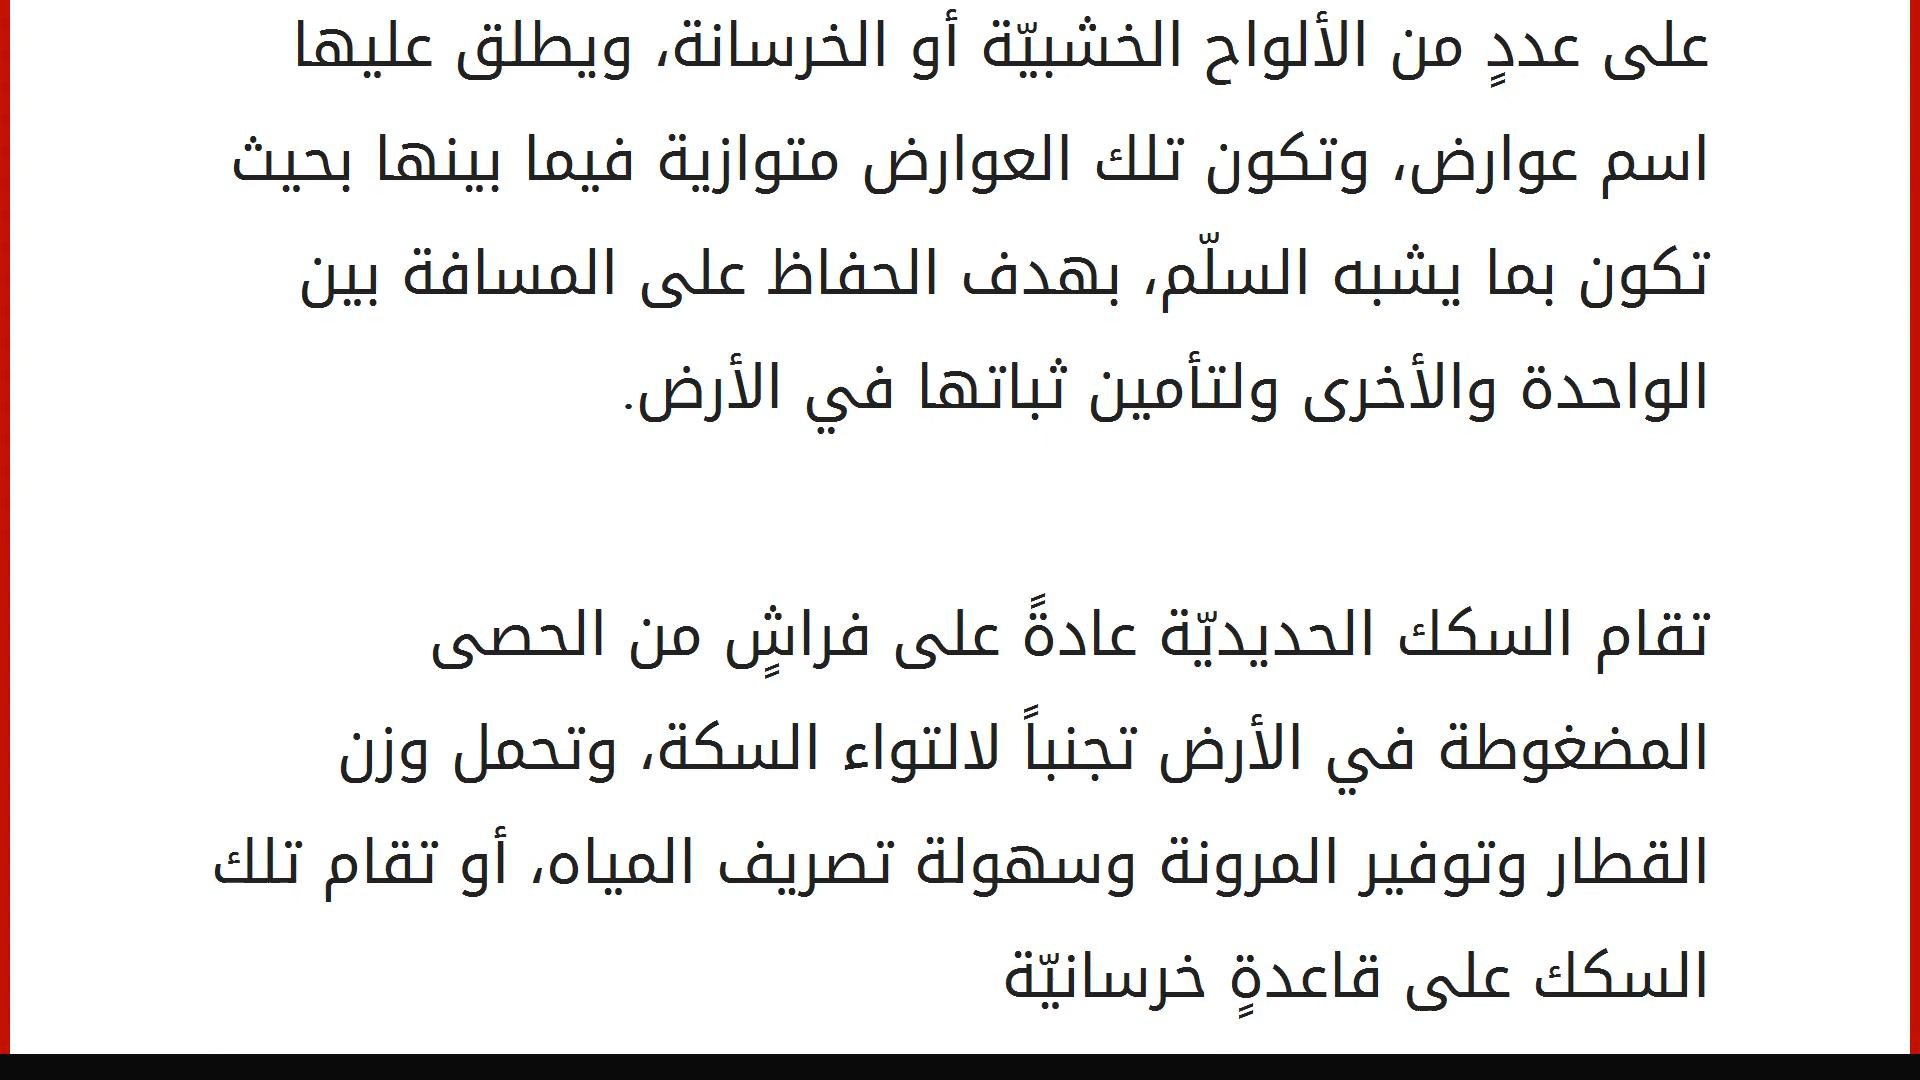 على عددٍ من الألواح الخشبيّة أو الخرسانة، ويطلق عليها
اسم عوارض، وتكون تلك العوارض متوازية فيما بينها بحيث
تكون بما يشبه السلّم، بهدف الحفاظ على المسافة بين
الواحدة والأخرى ولتأمين ثباتها في الأرض.
تقام السكك الحديديّة عادةً على فراشٍ من الحصى
المضغوطة في الأرض تجنباً لالتواء السكة، وتحمل وزن
القطار وتوفير المرونة وسهولة تصريف المياه، أو تقام تلك
السكك على قاعدةٍ خرسانيّة